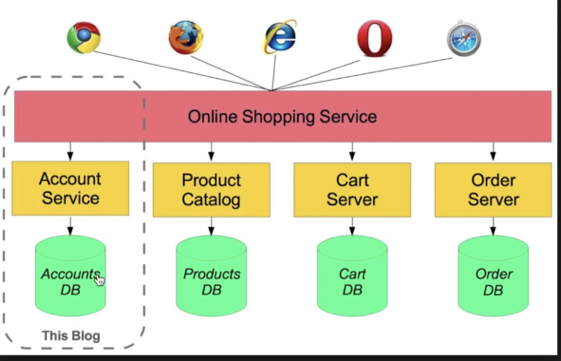 Online Shopping Service
Account
Service
Product
Catalog
Cart
Server
Order
Server
Accounts
DB
Products
DB
Cart
DB
Order
DB
This Blog